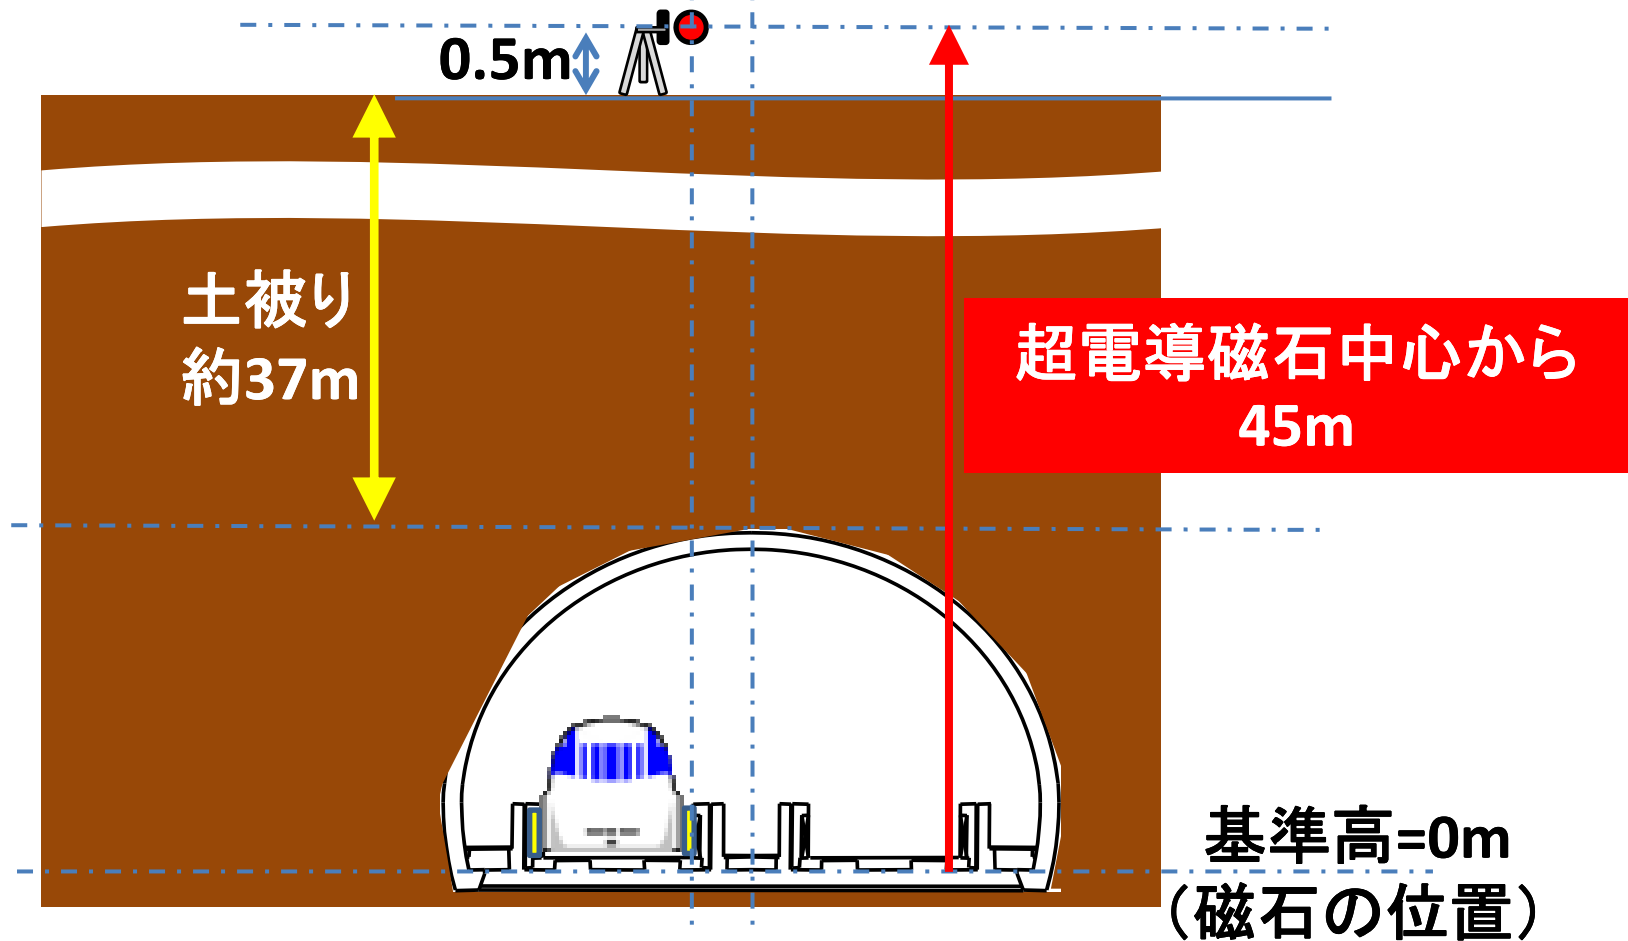 0.5m
土被り
約37m
超電導磁石中心から
45m
基準高=0m
（磁石の位置）